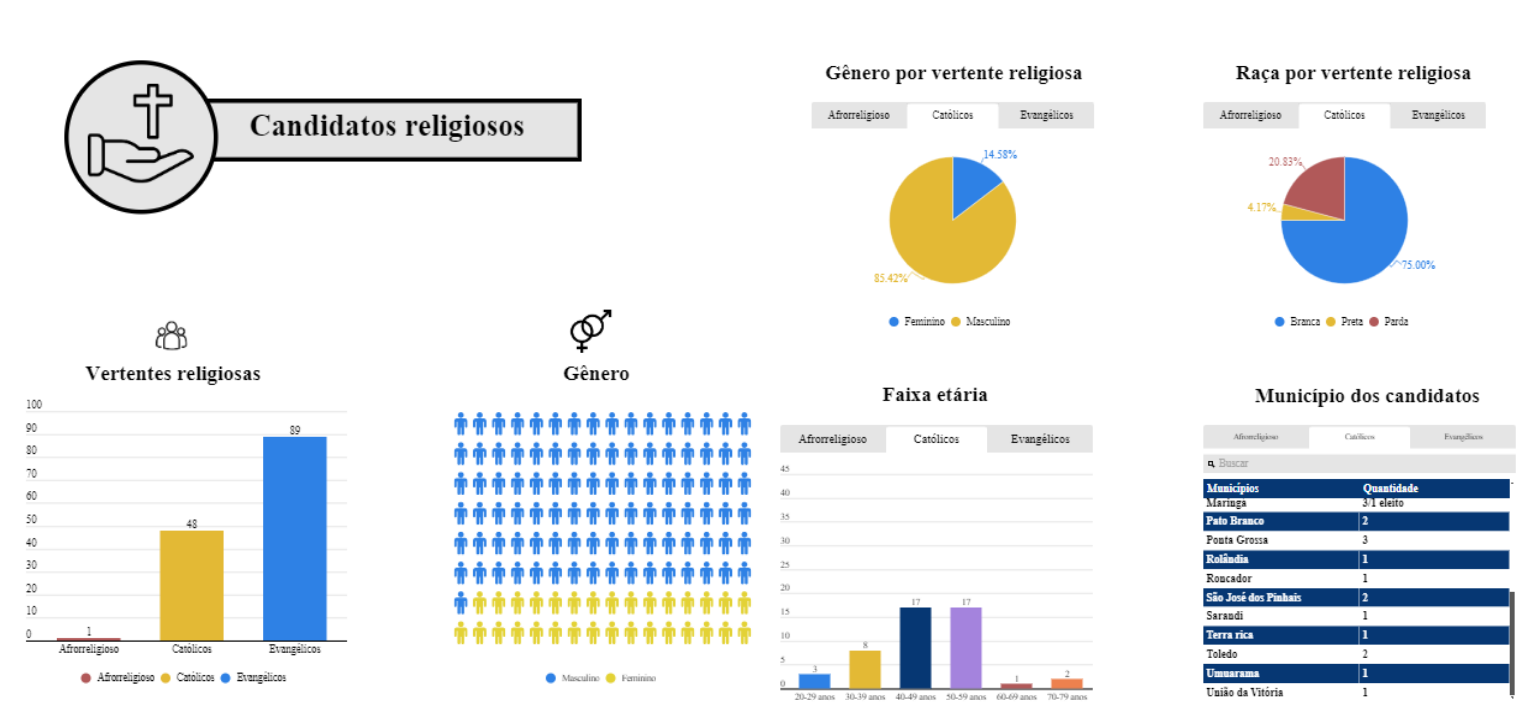 Candidatos religiosos
Vertentes religiosas
100
90
80
70
60
50
40
30
20
10
0
89
48
1
Afrorreligioso Católicos Evangélicos
Afrorreligioso Católicos Evangélicos
Gênero
Masculino Feminino
Gênero por vertente religiosa
Afrorreligioso Católicos Evangélicos
14.58%
85.42%
Feminino Masculino
Raça por vertente religiosa
Afrorreligioso Católicos Evangélicos
20.83%
4.17%
75.00%
Branca Preta Parda
Faixa etária
Afrorreligioso Católicos Evangélicos
45
40
35
30
25
20
15
10
5
0
3
8
17
17
1
2
20-29 anos 30-39 anos 40-49 anos 50-59 anos 60-69 anos 70-79 anos
Município dos candidatos
Afrorreligioso Católicos Evangélicos
Buscar
Municípios Quantidade
Maringá 3/1 eleito
Pato Branco 2
Ponta Grossa 3
Rolândia 1
Roncador 1
São José dos Pinhais 2
Sarandi 1
Terra rica 1
Toledo 2
Umuarama 1
União da Vitória 1